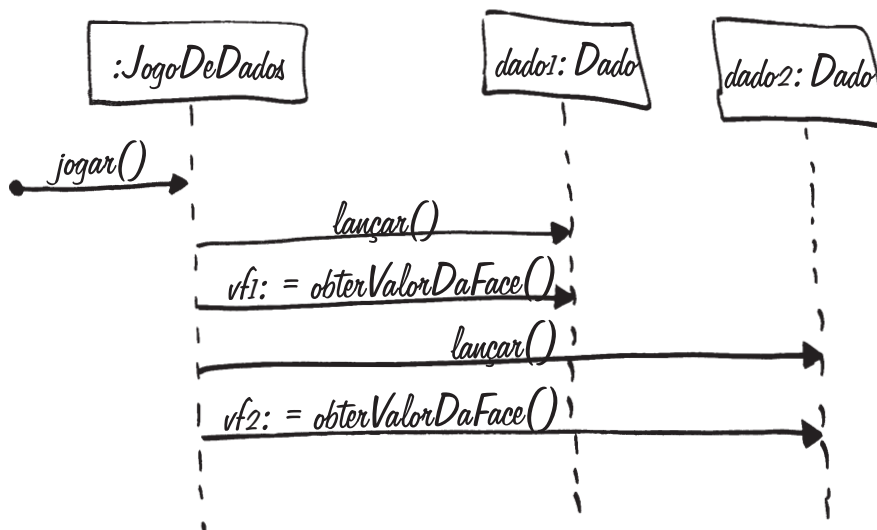 :JogoDeDados
dado1: Dado
dado2: Dado
jogar()
lançar()
vf1: = obterValorDaFace()
lançar()
vf2: = obterValorDaFace()